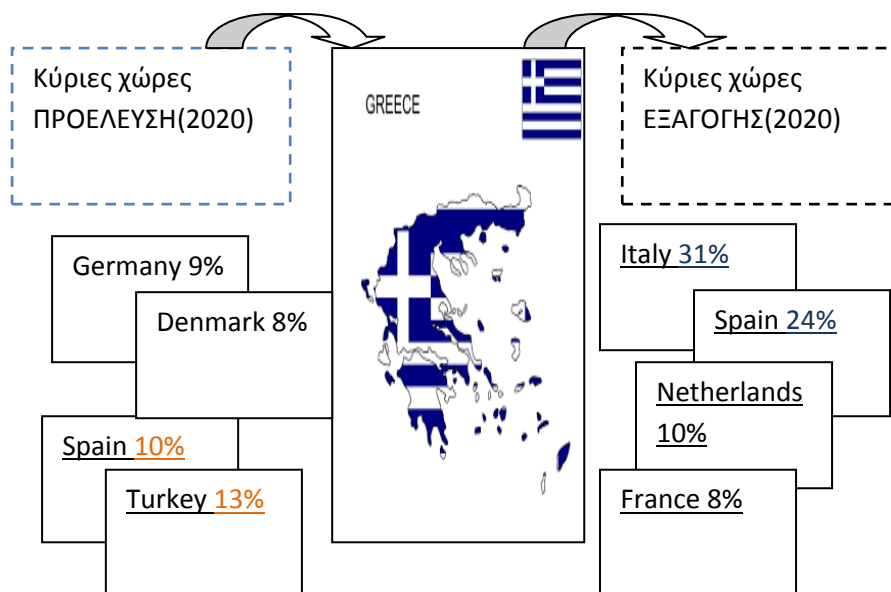 Κύριες χώρες
ΠΡΟΕΛΕΥΣΗ(2020)
Germany 9%
Denmark 8%
Spain 10%
Turkey 13%
GREECE
Κύριες χώρες
ΕΞΑΓΟΓΗΣ(2020)
Italy 31%
Spain 24%
Netherlands
10%
France 8%